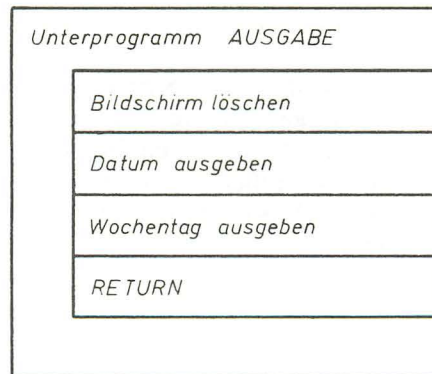 Unterprogramm AUSGABE
Bildschirm löschen
Datum ausgeben
Wochentag ausgeben
RETURN